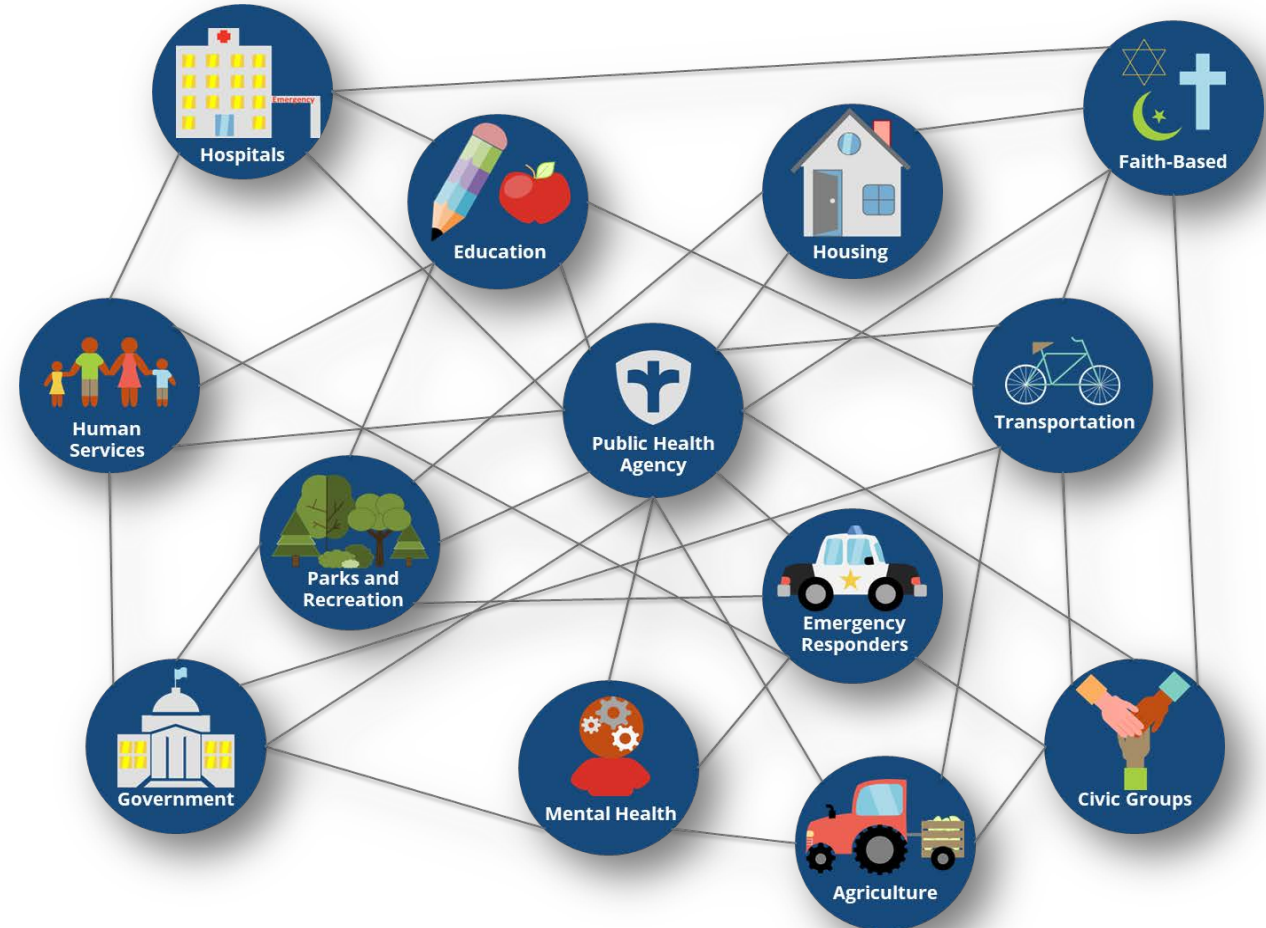 Hospitals
Emergency
Education
Housing
Faith-Based
Human
Services
Public Health
Agency
Transportation
Parks and
Recreation
Emergency
Responders
Government
Mental Health
Agriculture
Civic Groups